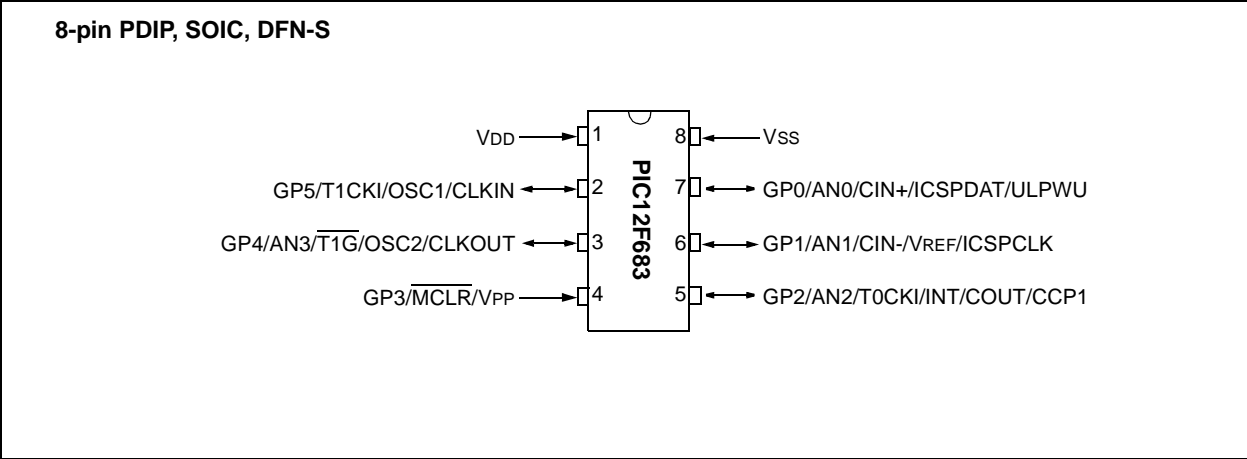 8-pin PDIP, SOIC, DFN-S
VDD 1 8 VSS
GP5/T1CKI/OSC1/CLKIN 2 7 GP0/AN0/CIN+/ICSPDAT/ULPWU
GP4/AN3/T1G/OSC2/CLKOUT 3 6 GP1/AN1/CIN-/VREF/ICSPCLK
GP3/MCLR/VPP 4 5 GP2/AN2/T0CKI/INT/COUT/CCP1
PIC12F683